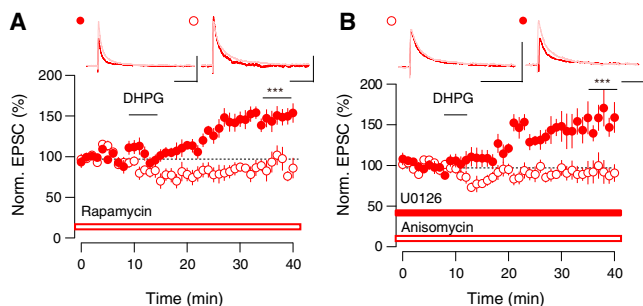 A
200
150
100
50
0
Norm. EPSC (%)
DHPG
***
Rapamycin
0 10 20 30 40
Time (min)
B
200
150
100
50
0
Norm. EPSC (%)
DHPG
***
U0126
Anisomycin
0 10 20 30 40
Time (min)